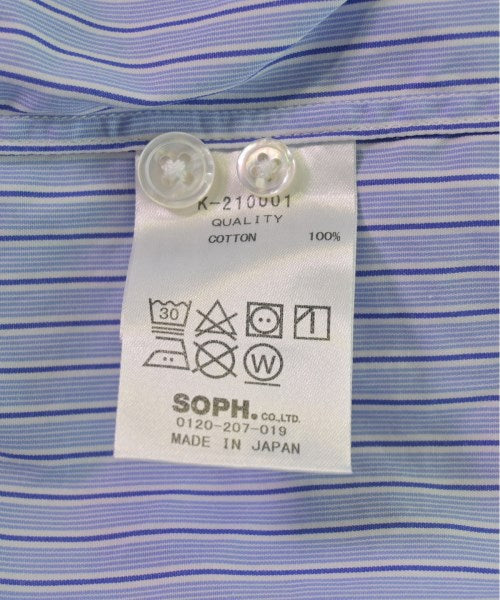 K-210001
QUALITY
COTTON 100%
30
W
SOPH. CO.,LTD.
0120-207-019
MADE IN JAPAN